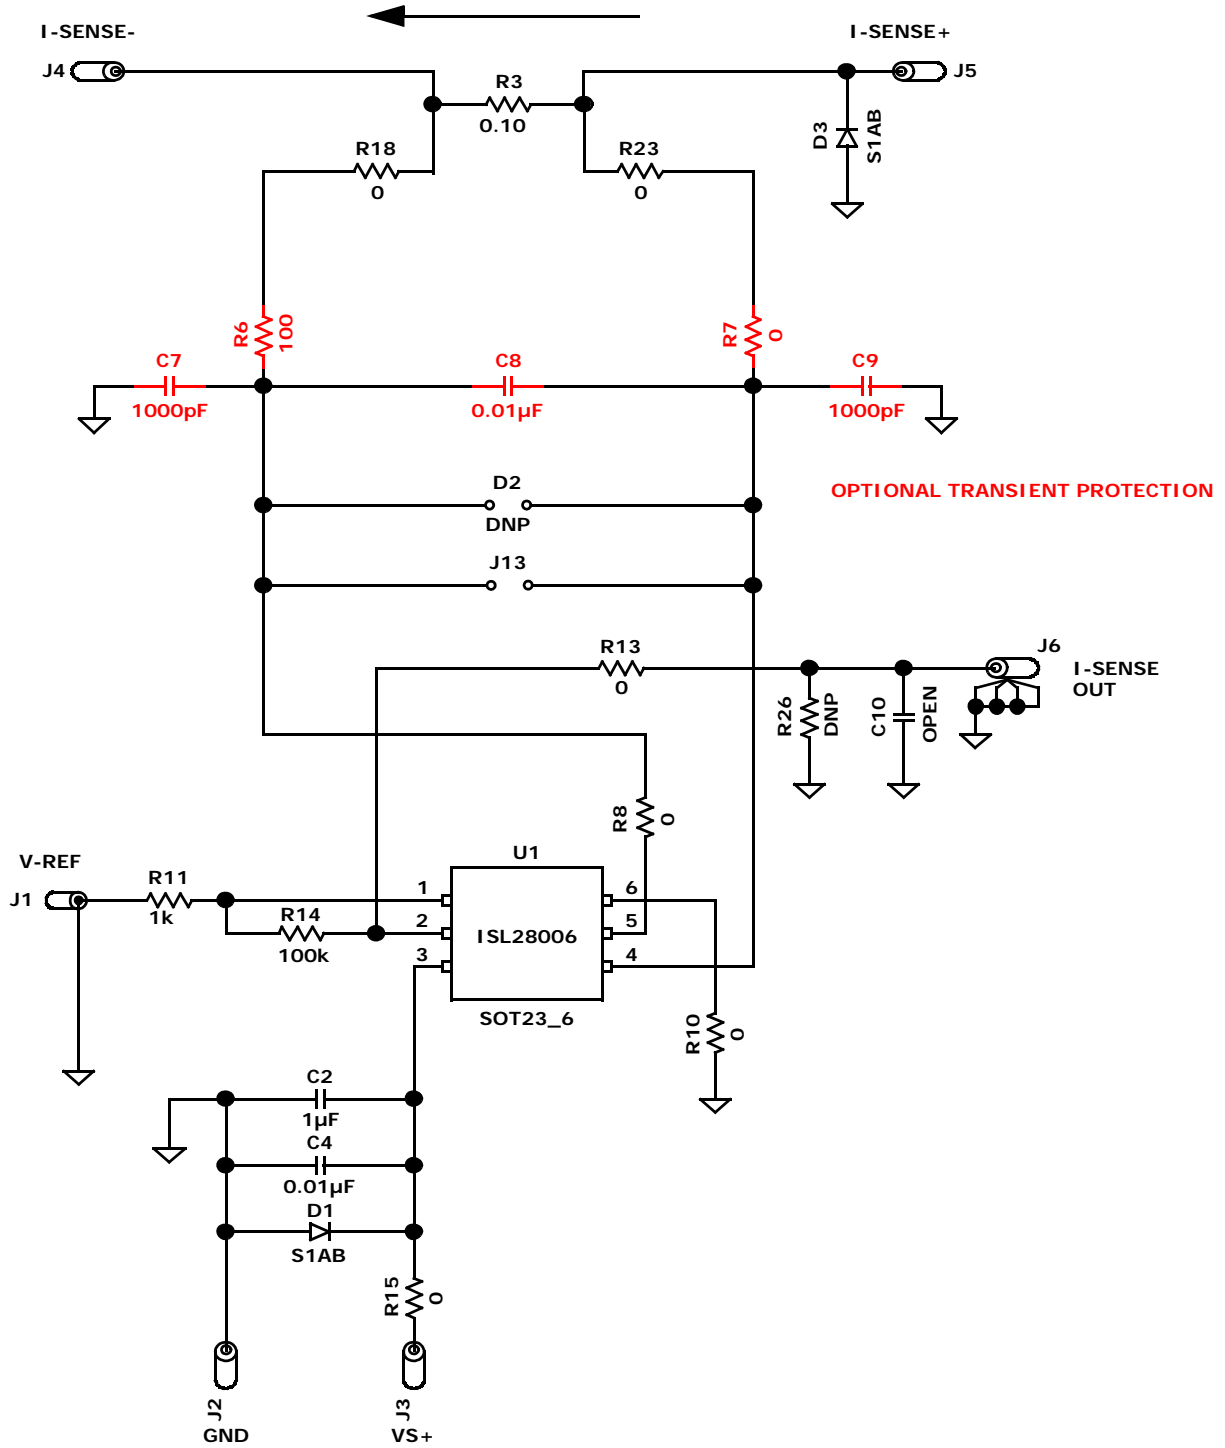 I-SENSE-
I-SENSE+
J4
J5
R3
0.10
D3
S1AB
R18
0
R23
0
R6
100
R7
0
C7
1000pF
C8
0.01µF
C9
1000pF
D2
DNP
OPTIONAL TRANSIENT PROTECTION
J13
R13
0
J6
I-SENSE
OUT
R26
DNP
C10
OPEN
R8
0
V-REF
J1
R11
1k
R14
100k
U1
1
2
3
6
5
4
ISL28006
SOT23_6
R10
0
C2
1µF
C4
0.01µF
D1
S1AB
R15
0
J2
GND
J3
VS+